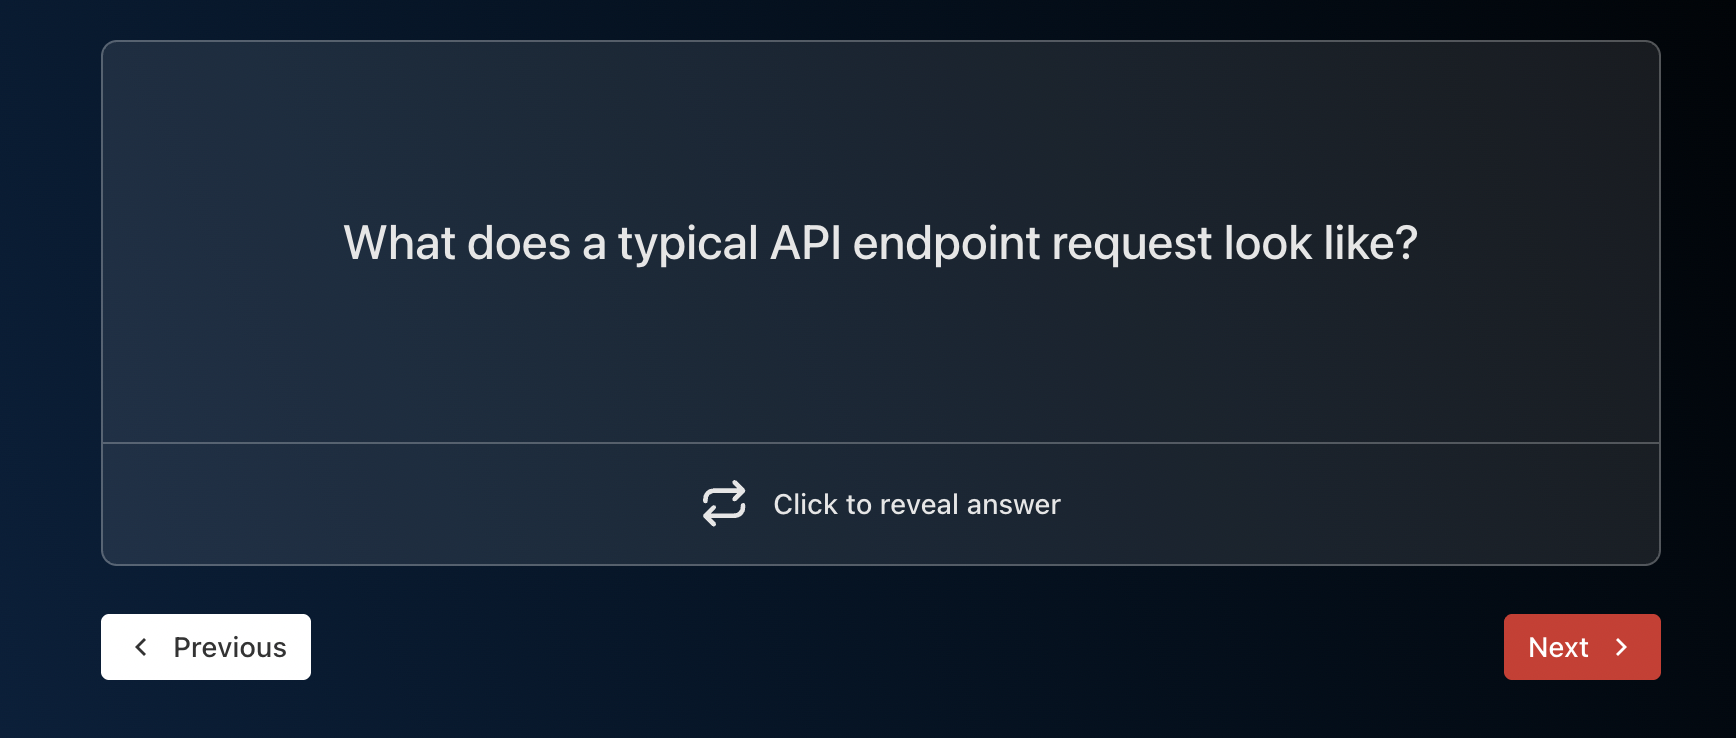 What does a typical API endpoint request look like?
Click to reveal answer
Previous
Next